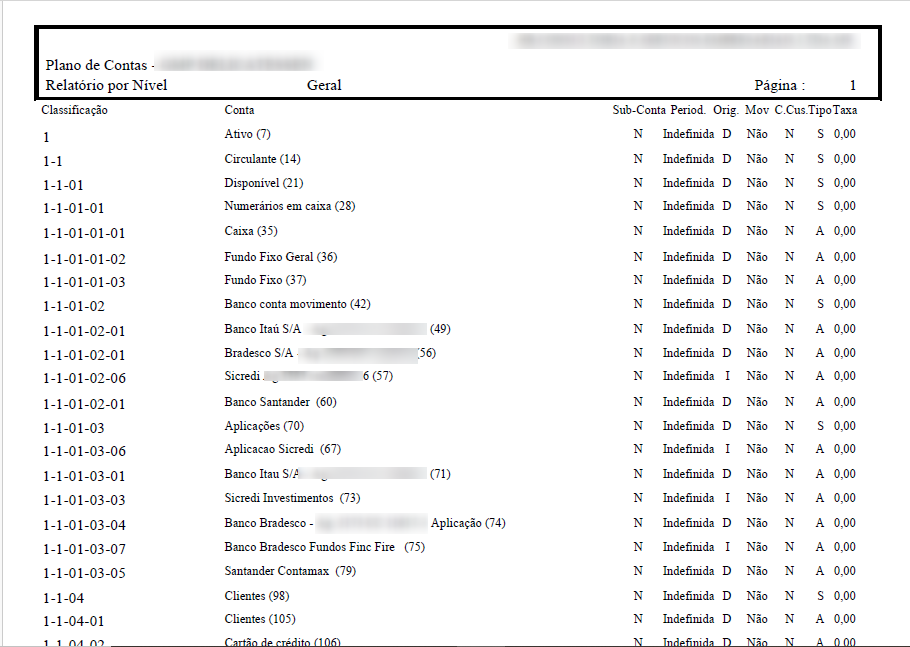 Plano de Contas -
Relatório por Nível Geral Página : 1
Classificação Conta Sub-Conta Period. Orig. Mov C.Cus.Tipo Taxa
1 Ativo (7) N Indefinida D Não N S 0,00
1-1 Circulante (14) N Indefinida D Não N S 0,00
1-1-01 Disponível (21) N Indefinida D Não N S 0,00
1-1-01-01 Numerários em caixa (28) N Indefinida D Não N S 0,00
1-1-01-01-01 Caixa (35) N Indefinida D Não N A 0,00
1-1-01-01-02 Fundo Fixo Geral (36) N Indefinida D Não N A 0,00
1-1-01-01-03 Fundo Fixo (37) N Indefinida D Não N A 0,00
1-1-01-02 Banco conta movimento (42) N Indefinida D Não N S 0,00
1-1-01-02-01 Banco Itaú S/A (49) N Indefinida D Não N A 0,00
1-1-01-02-01 Bradesco S/A - (56) N Indefinida D Não N A 0,00
1-1-01-02-06 Sicredi 6 (57) N Indefinida I Não N A 0,00
1-1-01-02-01 Banco Santander (60) N Indefinida D Não N A 0,00
1-1-01-03 Aplicações (70) N Indefinida D Não N S 0,00
1-1-01-03-06 Aplicacao Sicredi (67) N Indefinida I Não N A 0,00
1-1-01-03-01 Banco Itau S/A (71) N Indefinida D Não N A 0,00
1-1-01-03-03 Sicredi Investimentos (73) N Indefinida I Não N A 0,00
1-1-01-03-04 Banco Bradesco - Aplicação (74) N Indefinida D Não N A 0,00
1-1-01-03-07 Banco Bradesco Fundos Finc Fire (75) N Indefinida I Não N A 0,00
1-1-01-03-05 Santander Contamax (79) N Indefinida D Não N A 0,00
1-1-04 Clientes (98) N Indefinida D Não N S 0,00
1-1-04-01 Clientes (105) N Indefinida D Não N A 0,00
1-1-04-02 Cartão de crédito (106) N Indefinida D Não N A 0,00